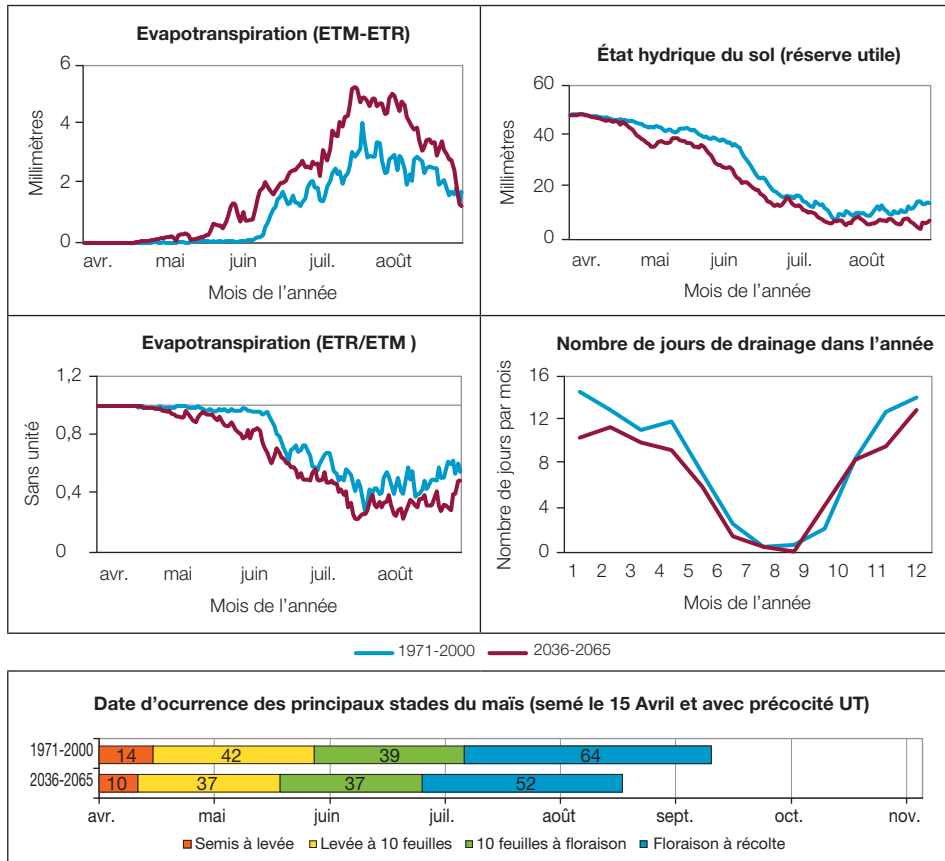 Evapotranspiration (ETM-ETR)
Millimètres
6
4
2
0
avr. mai juin juil. août
Mois de l'année
État hydrique du sol (réserve utile)
Millimètres
60
40
20
0
avr. mai juin juil. août
Mois de l'année
Evapotranspiration (ETR/ETM )
Sans unité
1,2
1
0,8
0,4
0
avr. mai juin juil. août
Mois de l'année
Nombre de jours de drainage dans l'année
Nombre de jours par mois
16
12
8
4
0
1 2 3 4 5 6 7 8 9 10 11 12
Mois de l'année
1971-2000 2036-2065
Date d'ocurrence des principaux stades du maïs (semé le 15 Avril et avec précocité UT)
1971-2000 14 42 39 64
2036-2065 10 37 37 52
avr. mai juin juil. août sept. oct. nov.
Semis à levée Levée à 10 feuilles 10 feuilles à floraison Floraison à récolte